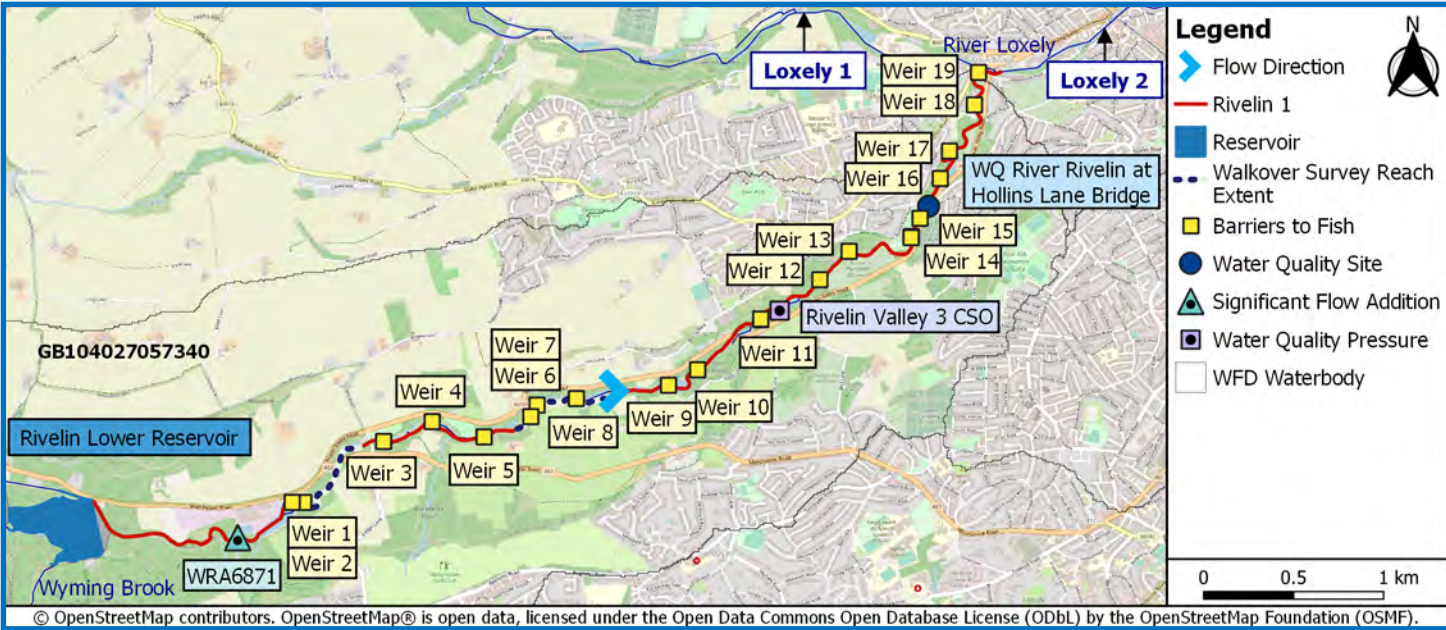 Loxely 1
River Loxely
Loxely 2
Weir 19
Weir 18
Weir 17
Weir 16
WQ River Rivelin at
Hollins Lane Bridge
Weir 15
Weir 14
Weir 13
Weir 12
Rivelin Valley 3 CSO
Weir 11
GB104027057340
Weir 7
Weir 6
Weir 4
Weir 9
Weir 10
Weir 8
Rivelin Lower Reservoir
Weir 3
Weir 5
Weir 1
Weir 2
WRA6871
Wyming Brook
Legend
N
Flow Direction
Rivelin 1
Reservoir
Walkover Survey Reach
Extent
Barriers to Fish
Water Quality Site
Significant Flow Addition
Water Quality Pressure
WFD Waterbody
0 0.5 1 km
© OpenStreetMap contributors. OpenStreetMap® is open data, licensed under the Open Data Commons Open Database License (ODbL) by the OpenStreetMap Foundation (OSMF).